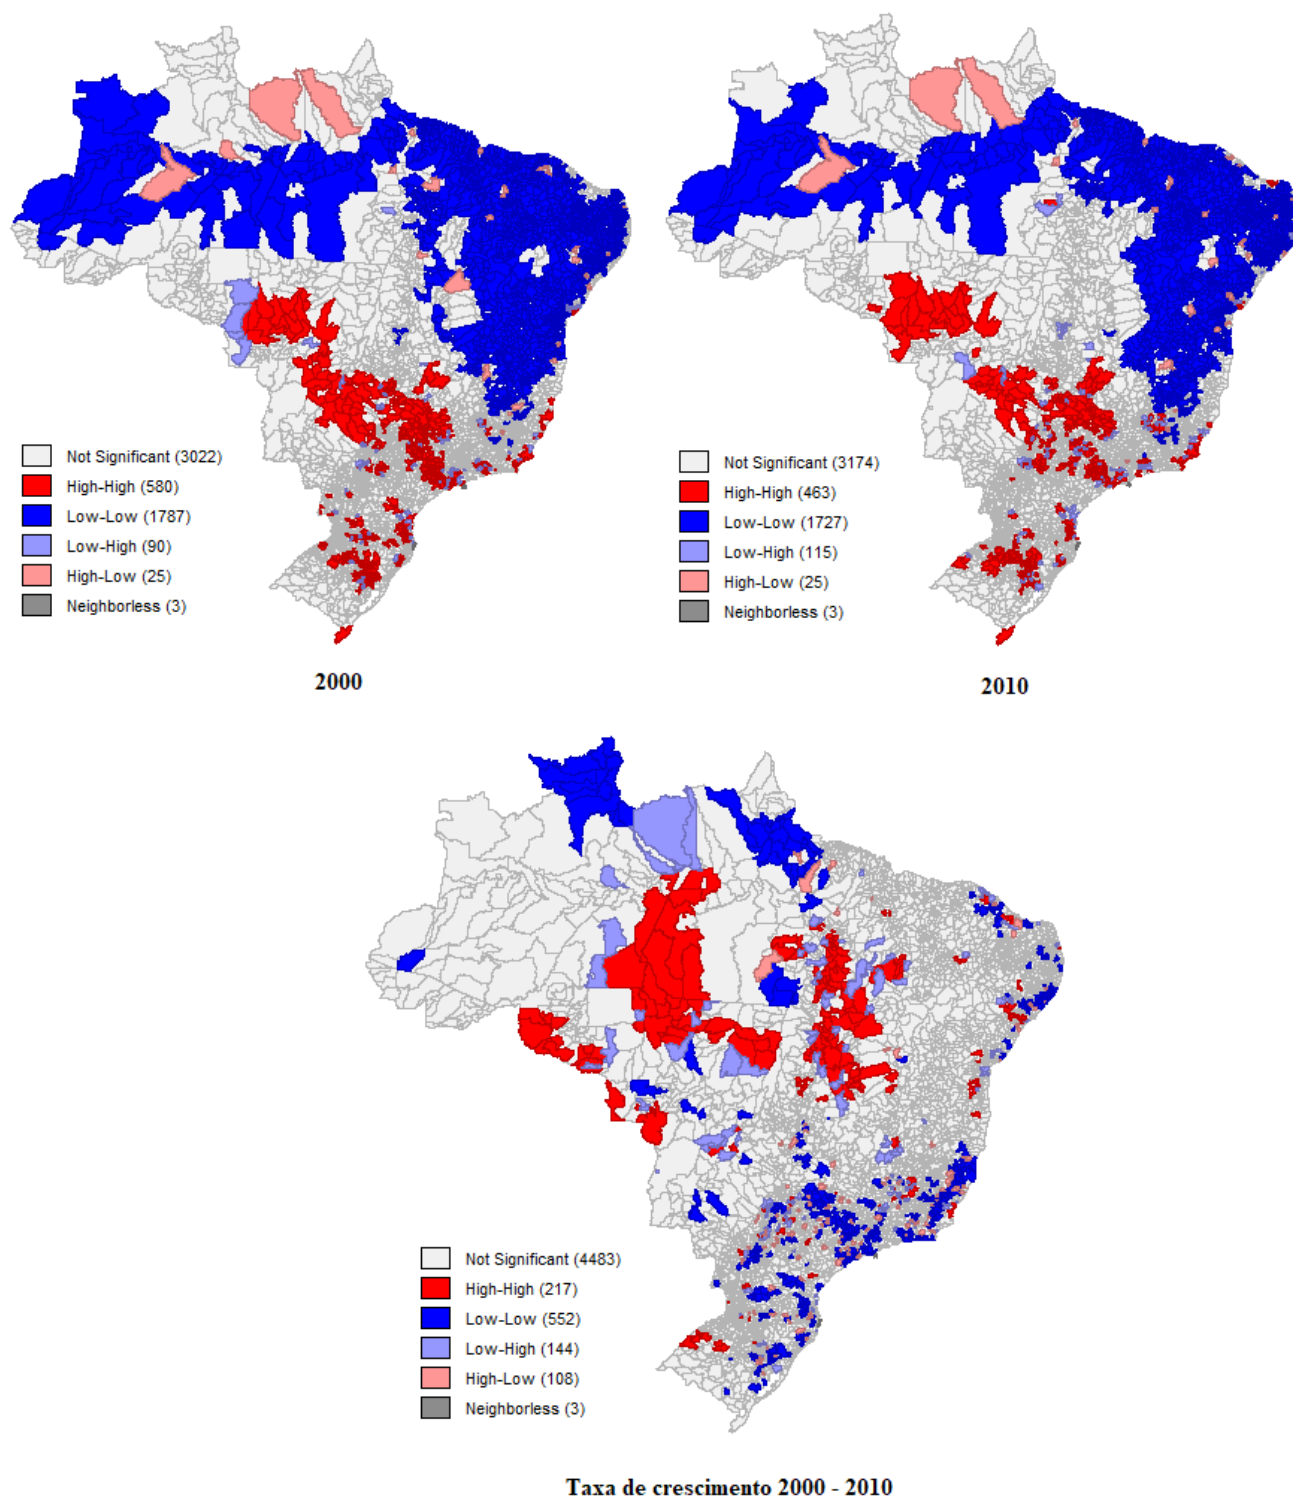 Not Significant (3022)
High-High (580)
Low-Low (1787)
Low-High (90)
High-Low (25)
Neighborless (3)
2000
Not Significant (3174)
High-High (463)
Low-Low (1727)
Low-High (115)
High-Low (25)
Neighborless (3)
2010
Not Significant (4483)
High-High (217)
Low-Low (552)
Low-High (144)
High-Low (108)
Neighborless (3)
Taxa de crescimento 2000 - 2010